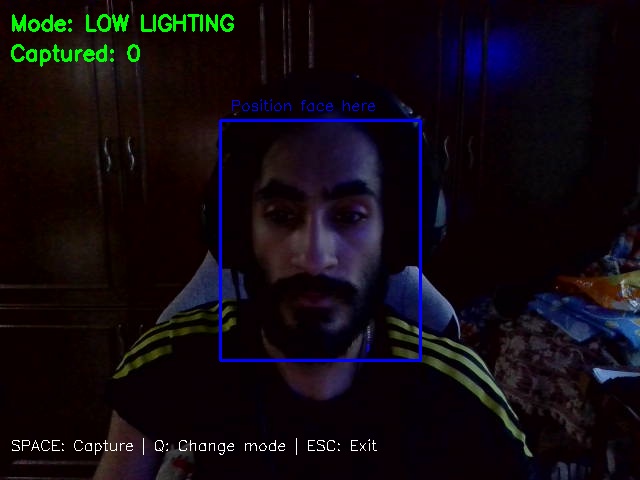 Mode: LOW LIGHTING
Captured: 0
Position face here
SPACE: Capture | Q: Change mode | ESC: Exit